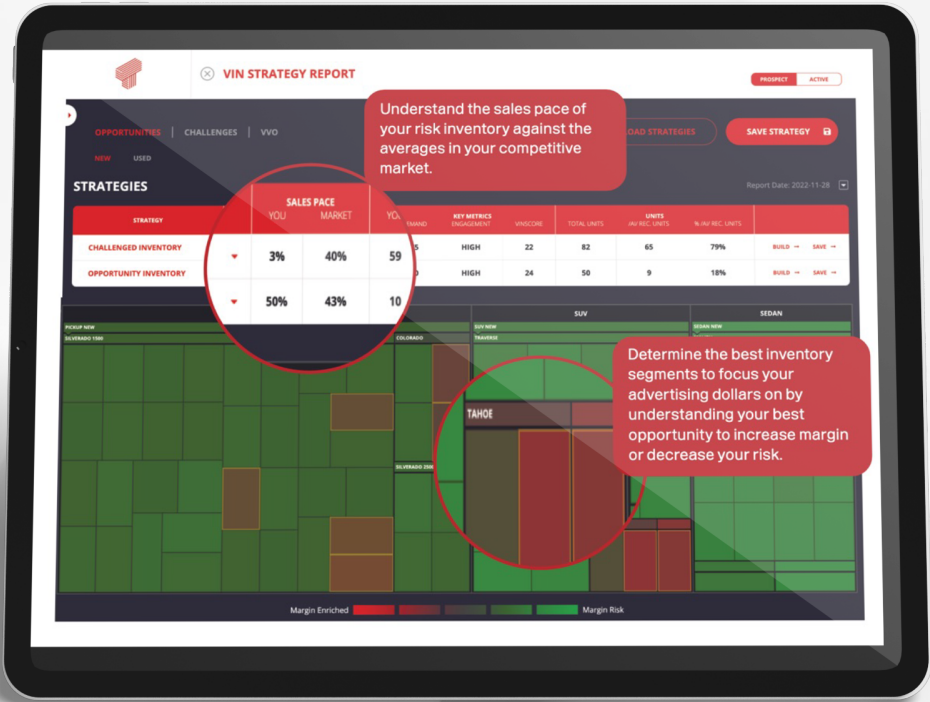 VIN STRATEGY REPORT
PROSPECT ACTIVE
Understand the sales pace of
your risk inventory against the
averages in your competitive
market.
OPPORTUNITIES | CHALLENGES | VVO
STRATEGIES
SAVE STRATEGY
NEW USED
STRATEGIES
Report Date: 2022-11-28
SALES PACE
YOU MARKET
KEY METRICS
ENGAGEMENT VINSCORE
UNITS
TOTAL UNITS /AV REC. UNITS % /AV REC. UNITS
STRATEGY
CHALLENGED INVENTORY 3% 40% 59 HIGH 22 82 65 79% BUILD → SAVE →
OPPORTUNITY INVENTORY 50% 43% 10 HIGH 24 50 9 18% BUILD → SAVE →
SUV SEDAN
PICKUP NEW SUV NEW SEDAN NEW
SILVERADO 1500 COLORADO TRAVERSE
Determine the best inventory
segments to focus your
advertising dollars on by
understanding your best
opportunity to increase margin
or decrease your risk.
TAHOE
SILVERADO 2500
Margin Enriched Margin Risk